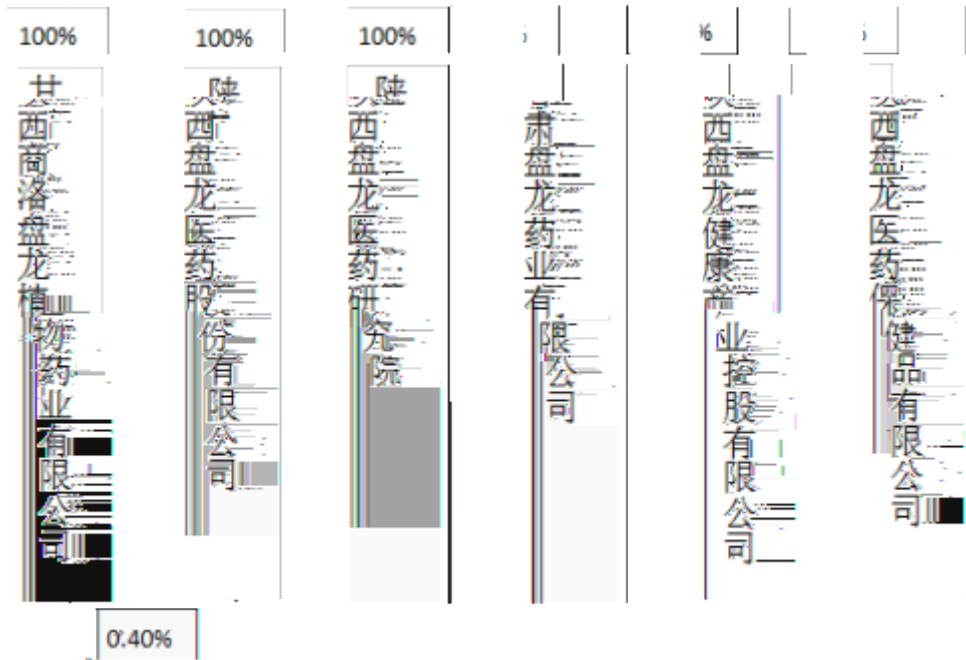 100%
100%
100%
%
%
陕西商洛盘龙植物药业有限公司
陕西盘龙医药股份有限公司
陕西盘龙医药研究院
肃盘龙药业有限公司
陕西盘龙健康产业控股有限公司
陕西盘龙医药保健品有限公司
0.40%